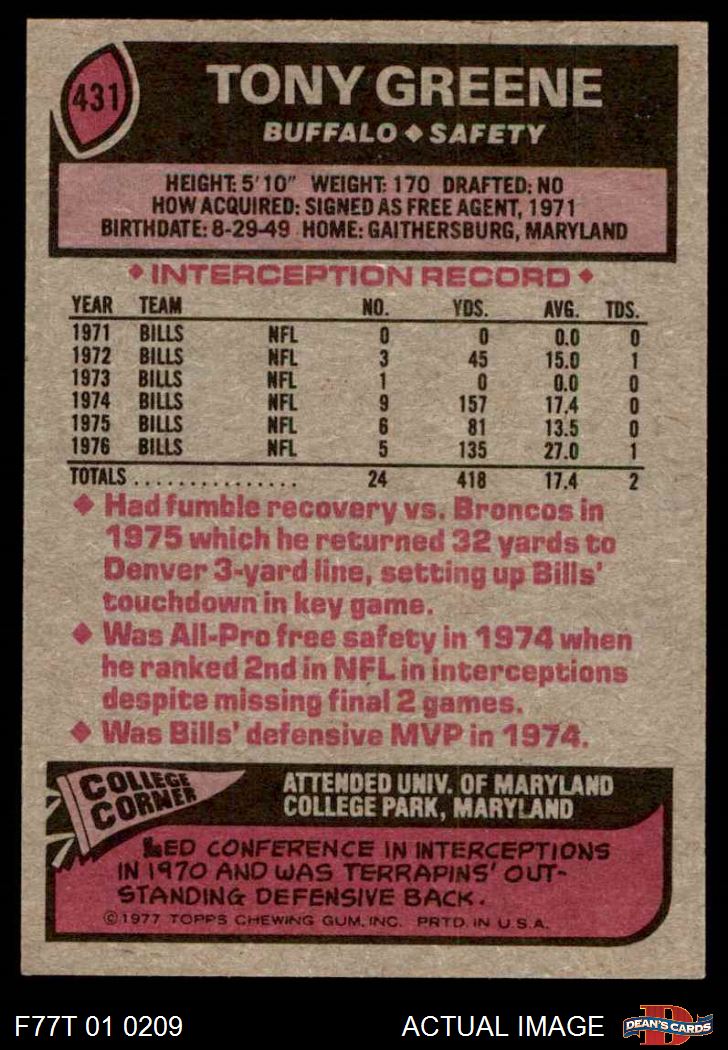 431
TONY GREENE
BUFFALO ◆ SAFETY
HEIGHT: 5'10" WEIGHT: 170 DRAFTED: NO
HOW ACQUIRED: SIGNED AS FREE AGENT, 1971
BIRTHDATE: 8-29-49 HOME: GAITHERSBURG, MARYLAND
◆ INTERCEPTION RECORD ◆
YEAR TEAM NO. YDS. AVG. TDS.
1971 BILLS NFL 0 0 0.0 0
1972 BILLS NFL 3 45 15.0 1
1973 BILLS NFL 1 0 0.0 0
1974 BILLS NFL 9 157 17.4 0
1975 BILLS NFL 6 81 13.5 0
1976 BILLS NFL 5 135 27.0 1
TOTALS ................ 24 418 17.4 2
◆ Had fumble recovery vs. Broncos in
1975 which he returned 32 yards to
Denver 3-yard line, setting up Bills'
touchdown in key game.
◆ Was All-Pro free safety in 1974 when
he ranked 2nd in NFL in interceptions
despite missing final 2 games.
◆ Was Bills' defensive MVP in 1974.
COLLEGE
CORNER
ATTENDED UNIV. OF MARYLAND
COLLEGE PARK, MARYLAND
LED CONFERENCE IN INTERCEPTIONS
IN 1970 AND WAS TERRAPINS' OUT-
STANDING DEFENSIVE BACK.
©1977 TOPPS CHEWING GUM, INC. PRTD. IN U.S.A.
F77T 01 0209 ACTUAL IMAGE
D
DEAN'S CARDS